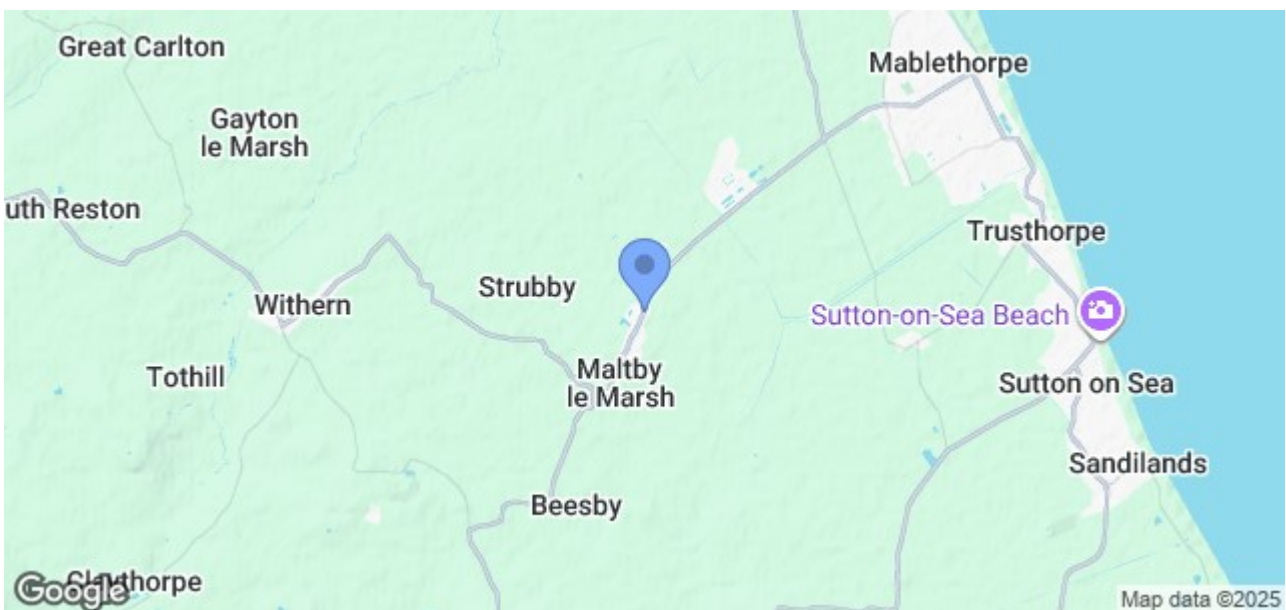 Great Carlton
Mablethorpe
Gayton
le Marsh
uth Reston
Trusthorpe
Strubby
Withern
Sutton-on-Sea Beach
Maltby
le Marsh
Tothill
Sutton on Sea
Sandilands
Beesby
Claythorpe
Google
Map data ©2025